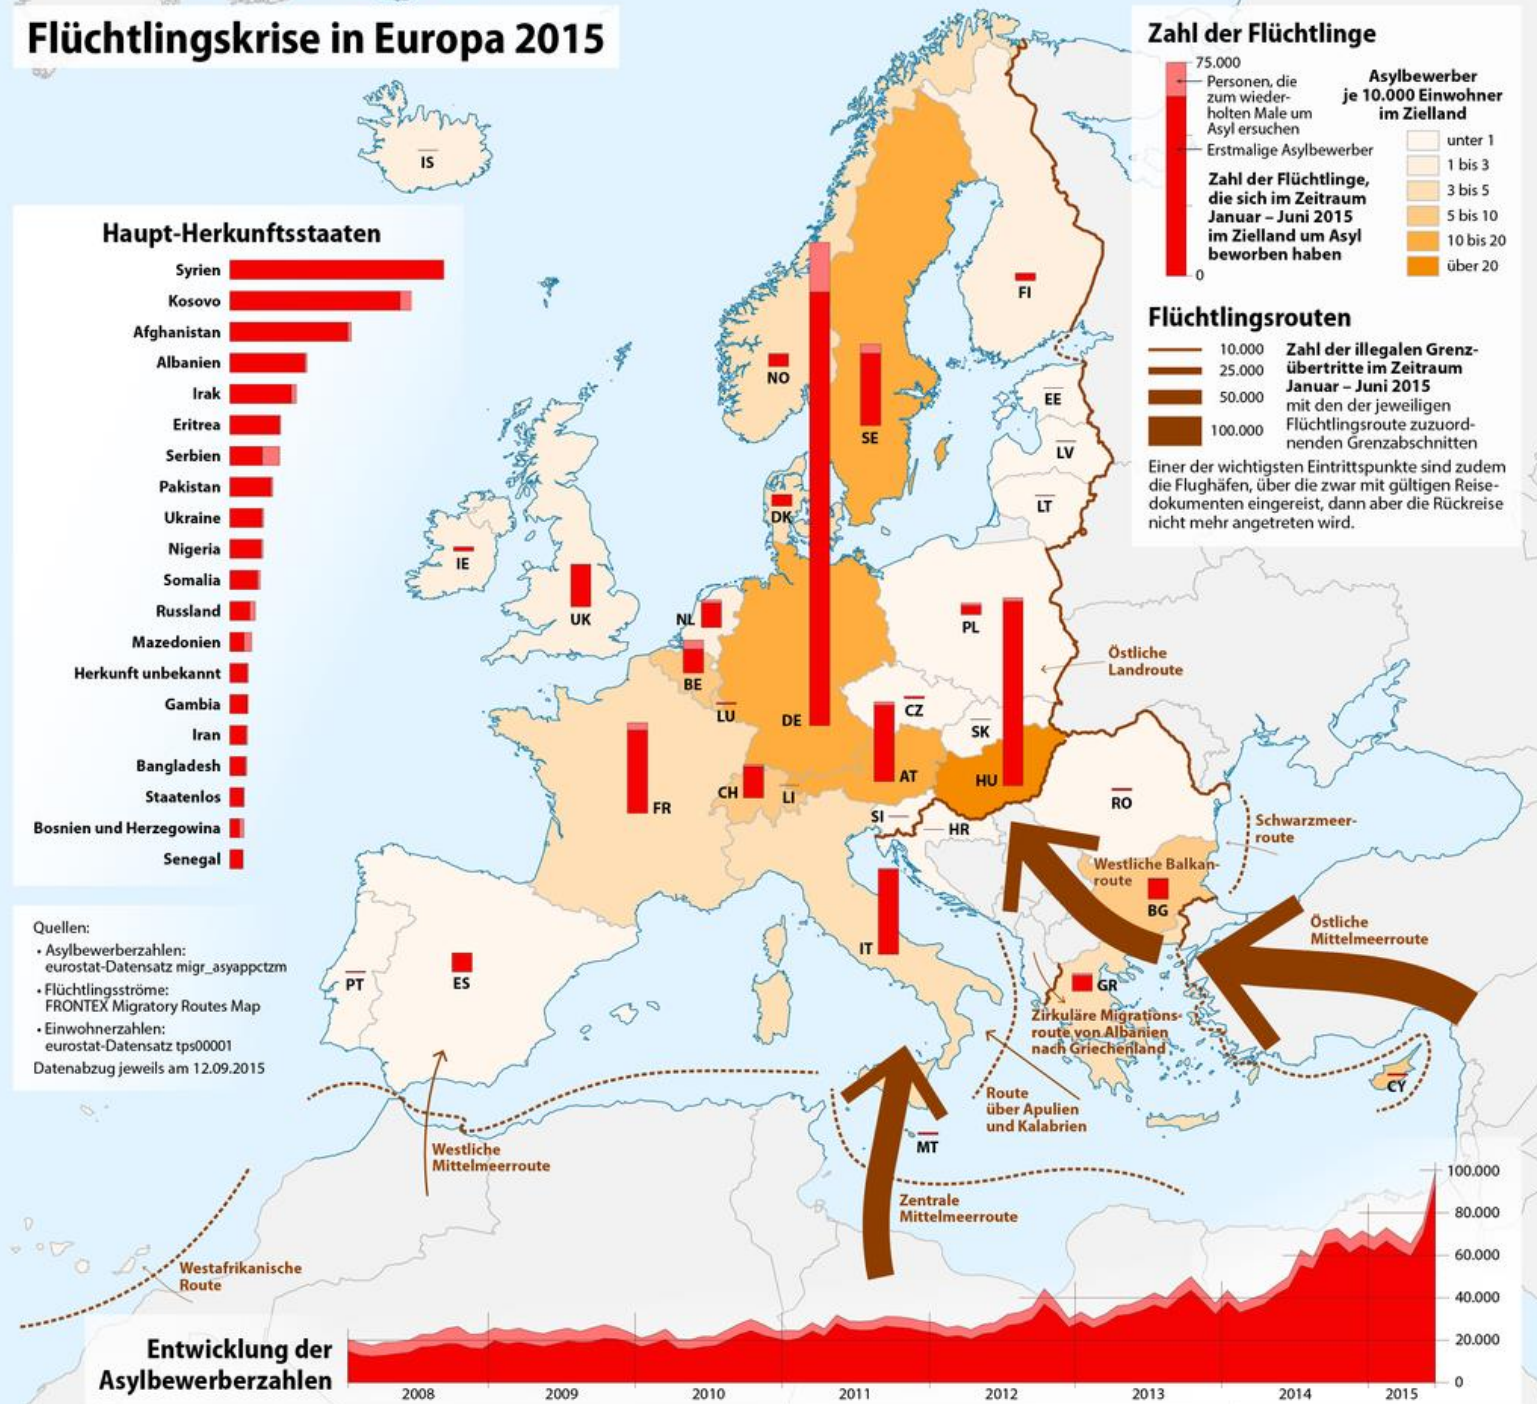 Flüchtlingskrise in Europa 2015
Zahl der Flüchtlinge
75.000
Personen, die
zum wieder-
holten Male um
Asyl ersuchen
Erstmalige Asylbewerber
Zahl der Flüchtlinge,
die sich im Zeitraum
Januar – Juni 2015
im Zielland um Asyl
beworben haben
0
Asylbewerber
je 10.000 Einwohner
im Zielland
unter 1
1 bis 3
3 bis 5
5 bis 10
10 bis 20
über 20
Flüchtlingsrouten
10.000
25.000
50.000
100.000
Zahl der illegalen Grenz-
übertritte im Zeitraum
Januar – Juni 2015
mit den der jeweiligen
Flüchtlingsroute zuzuord-
nenden Grenzabschnitten
Einer der wichtigsten Eintrittspunkte sind zudem
die Flughäfen, über die zwar mit gültigen Reise-
dokumenten eingereist, dann aber die Rückreise
nicht mehr angetreten wird.
Haupt-Herkunftsstaaten
Syrien
Kosovo
Afghanistan
Albanien
Irak
Eritrea
Serbien
Pakistan
Ukraine
Nigeria
Somalia
Russland
Mazedonien
Herkunft unbekannt
Gambia
Iran
Bangladesh
Staatenlos
Bosnien und Herzegowina
Senegal
Quellen:
• Asylbewerberzahlen:
eurostat-Datensatz migr_asyappctzm
• Flüchtlingsströme:
FRONTEX Migratory Routes Map
• Einwohnerzahlen:
eurostat-Datensatz tps00001
Datenabzug jeweils am 12.09.2015
IS
FI
NO
SE
EE
LV
LT
DK
IE
UK
NL
BE
LU
DE
PL
CZ
SK
HU
AT
CH
LI
FR
SI
HR
RO
BG
IT
GR
PT
ES
MT
CY
Östliche
Landroute
Schwarzmeer-
route
Westliche Balkan-
route
Östliche
Mittelmeerroute
Zirkuläre Migrations-
route von Albanien
nach Griechenland
Route
über Apulien
und Kalabrien
Westliche
Mittelmeerroute
Zentrale
Mittelmeerroute
Westafrikanische
Route
Entwicklung der
Asylbewerberzahlen
100.000
80.000
60.000
40.000
20.000
0
2008
2009
2010
2011
2012
2013
2014
2015